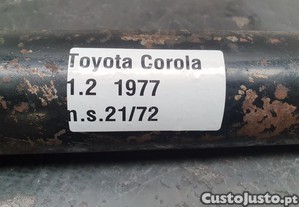 Toyota Corola
1.2 1977
n.s.21/72
CustoJusto.pt